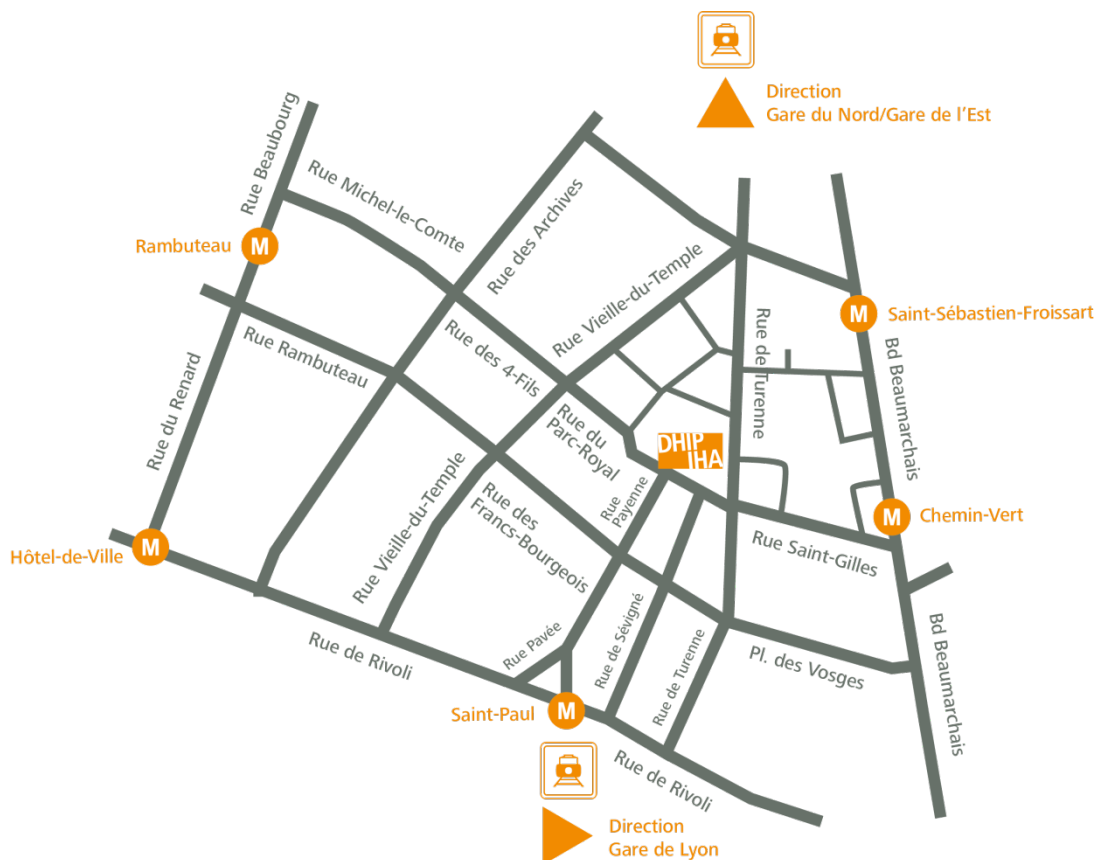 Direction
Gare du Nord/Gare de l'Est
Rue Beaubourg
Rue Michel-le-Comte
Rue des Archives
Rambuteau
M
Rue Vieille-du-Temple
M
Saint-Sébastien-Froissart
Rue Rambuteau
Rue des 4-Fils
Rue de Turenne
Bd Beaumarchais
Rue du Renard
Rue du
Parc-Royal
DHIP
IHA
Rue
Payenne
Rue Vieille-du-Temple
Rue des
Francs-Bourgeois
M
Chemin-Vert
Rue Saint-Gilles
Hôtel-de-Ville
M
Rue de Rivoli
Rue Pavée
Rue de Sévigné
Rue de Turenne
Pl. des Vosges
Bd Beaumarchais
Saint-Paul
M
Rue de Rivoli
Direction
Gare de Lyon